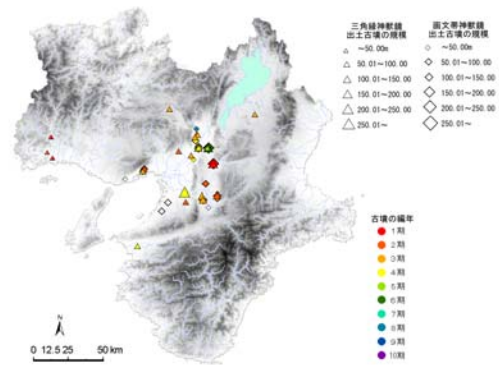 三角縁神獣鏡
出土古墳の規模
～50.00m
50.01～100.00
100.01～150.00
150.01～200.00
200.01～250.00
250.01～
画文帯神獣鏡
出土古墳の規模
～50.00m
50.01～100.00
100.01～150.00
150.01～200.00
200.01～250.00
250.01～
古墳の編年
1期
2期
3期
4期
5期
6期
7期
8期
9期
10期
N
0 12.5 25 50 km